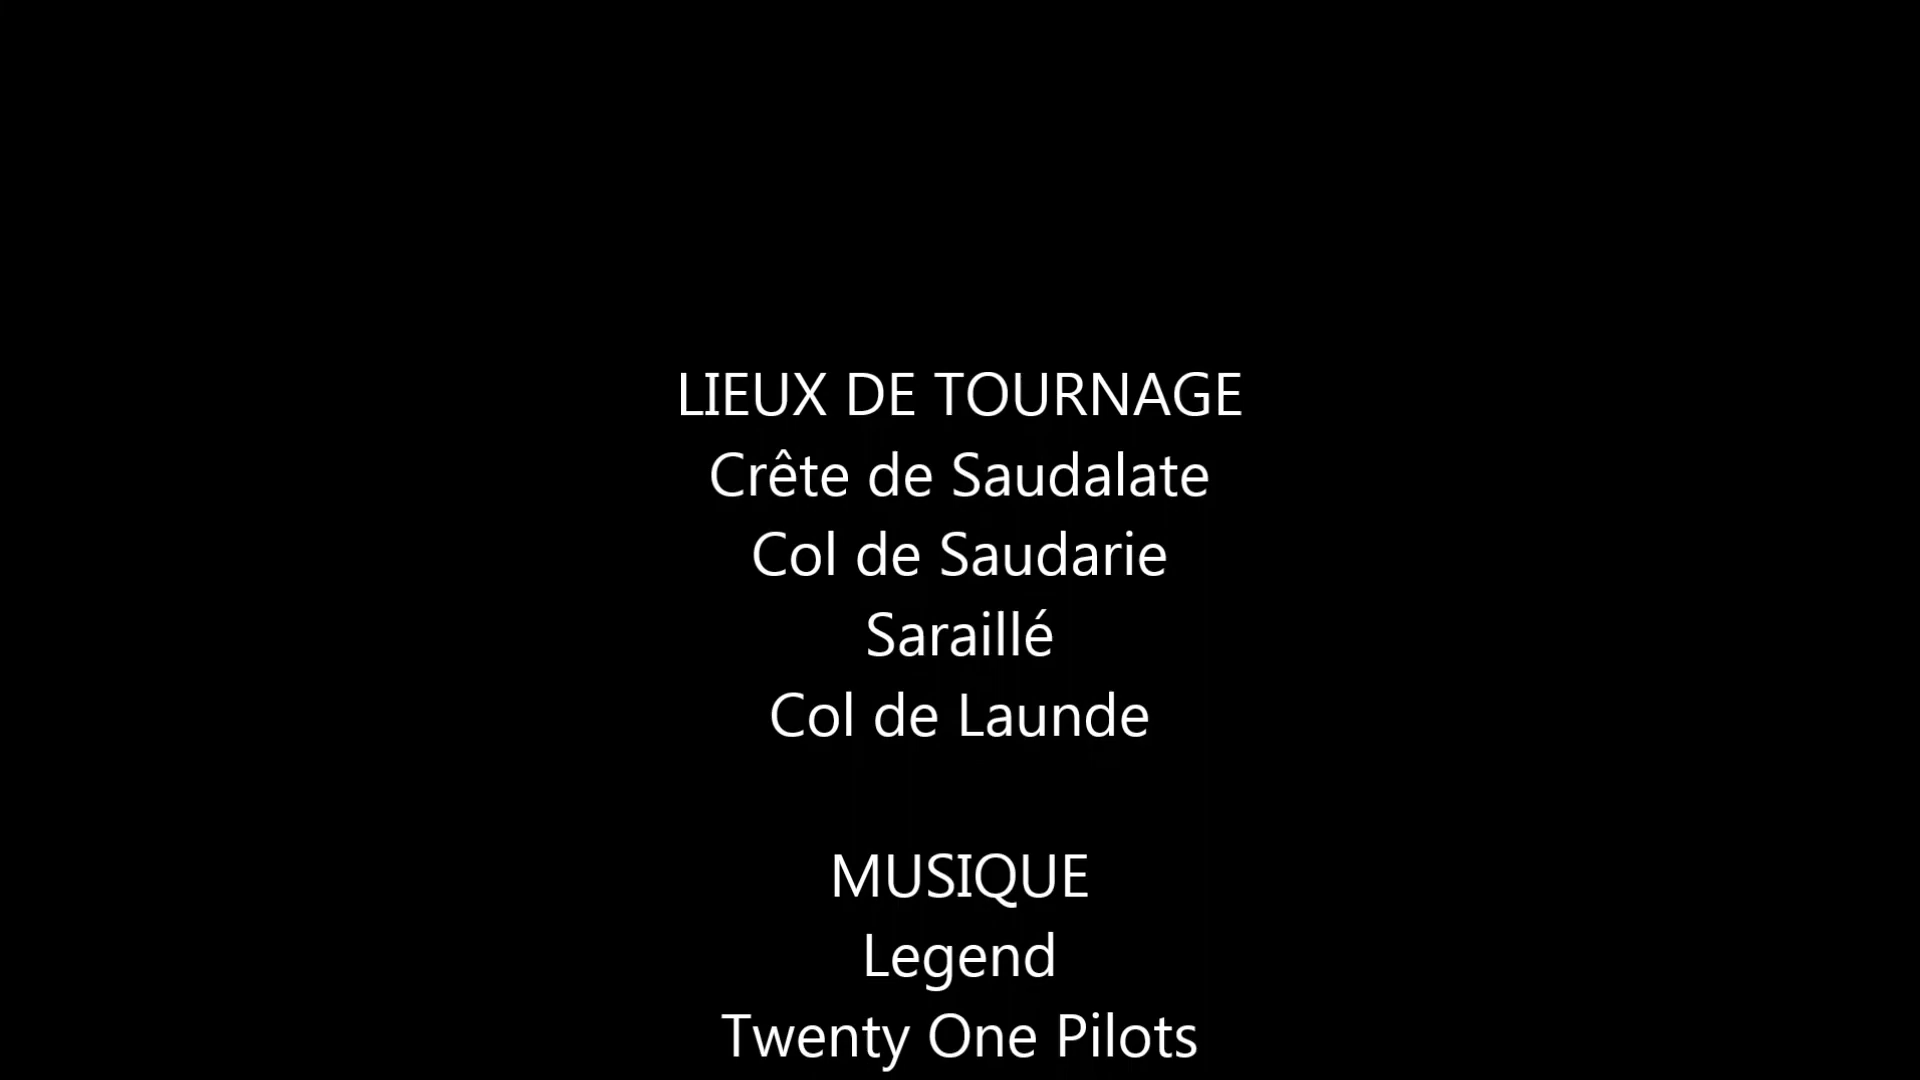 LIEUX DE TOURNAGE
Crête de Saudalate
Col de Saudarie
Saraillé
Col de Launde
MUSIQUE
Legend
Twenty One Pilots